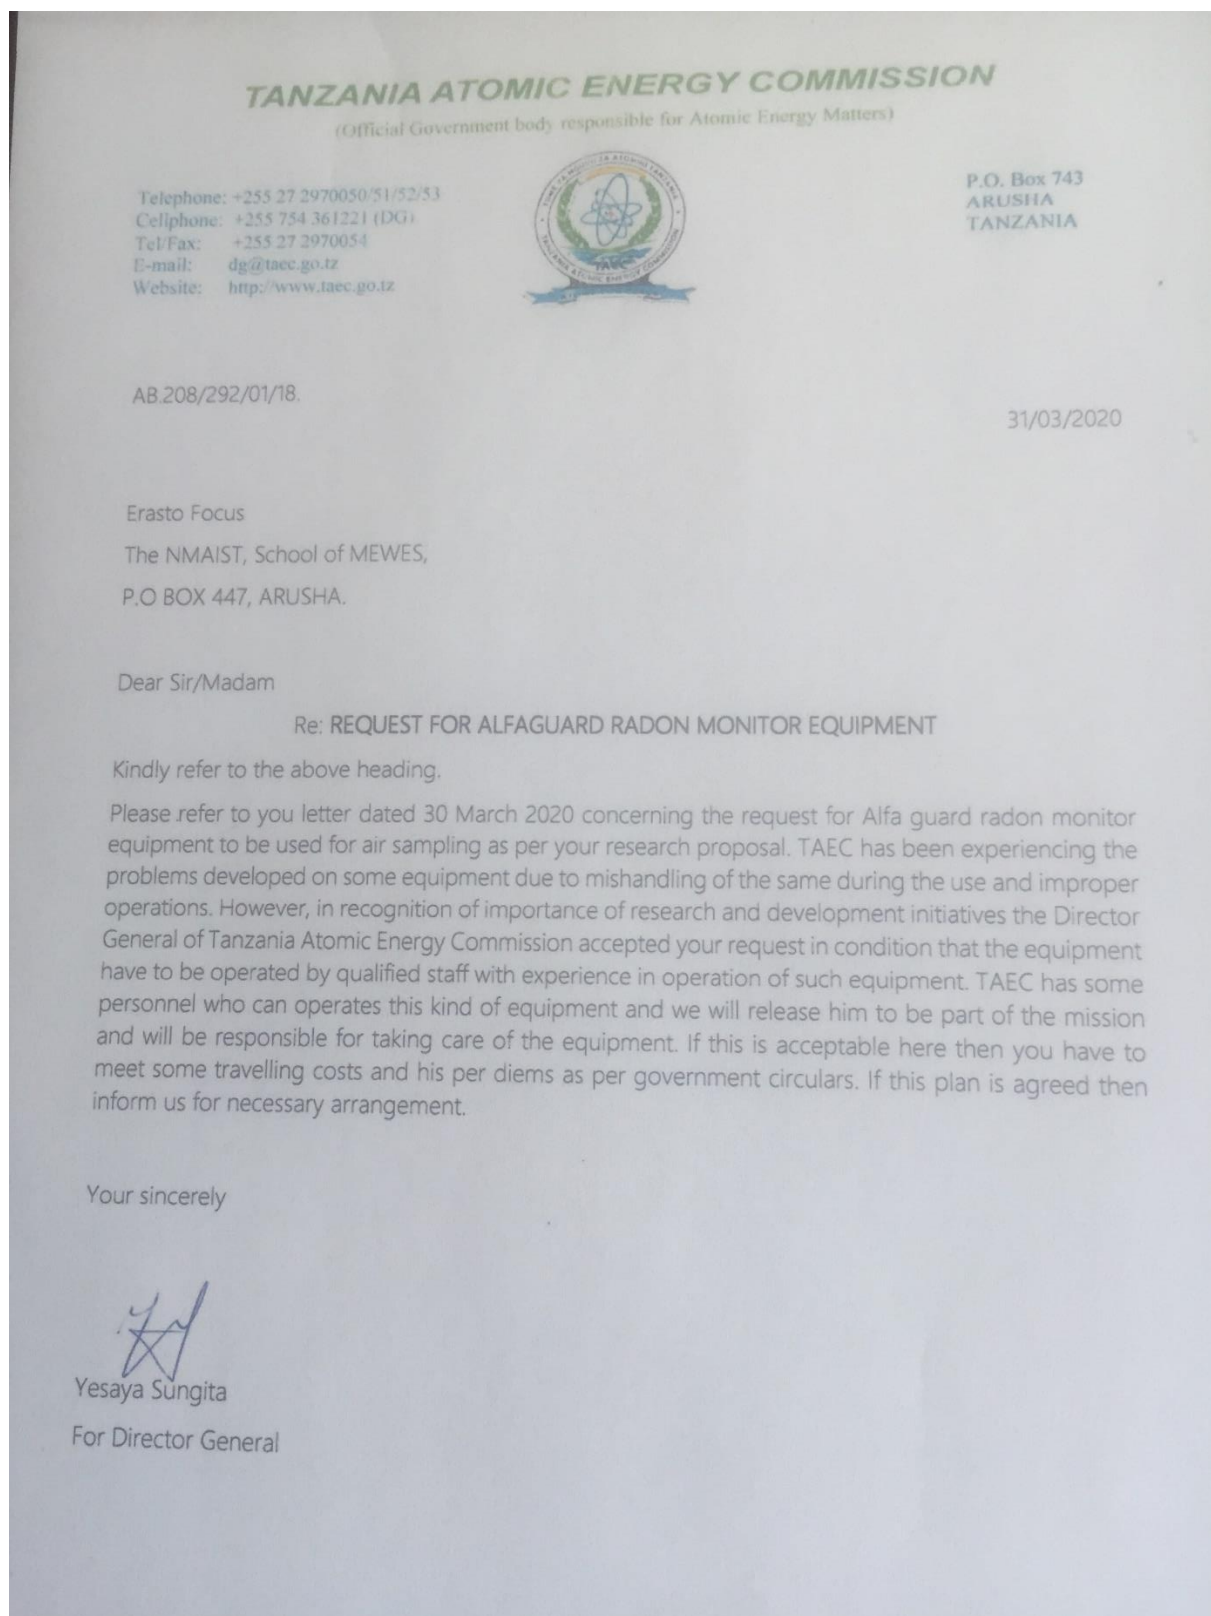 TANZANIA ATOMIC ENERGY COMMISSION
(Official Government body responsible for Atomic Energy Matters)
Telephone: +255 27 2970050/51/52/53
Cellphone: +255 754 361221 (DG)
Tel/Fax: +255 27 2970054
E-mail: dg@taec.go.tz
Website: http://www.taec.go.tz
TANZANIA ATOMIC ENERGY COMMISSION
TAEC
P.O. Box 743
ARUSHA
TANZANIA
AB.208/292/01/18.
31/03/2020
Erasto Focus
The NMAIST, School of MEWES,
P.O BOX 447, ARUSHA.
Dear Sir/Madam
Re: REQUEST FOR ALFAGUARD RADON MONITOR EQUIPMENT
Kindly refer to the above heading.
Please refer to you letter dated 30 March 2020 concerning the request for Alfa guard radon monitor
equipment to be used for air sampling as per your research proposal. TAEC has been experiencing the
problems developed on some equipment due to mishandling of the same during the use and improper
operations. However, in recognition of importance of research and development initiatives the Director
General of Tanzania Atomic Energy Commission accepted your request in condition that the equipment
have to be operated by qualified staff with experience in operation of such equipment. TAEC has some
personnel who can operates this kind of equipment and we will release him to be part of the mission
and will be responsible for taking care of the equipment. If this is acceptable here then you have to
meet some travelling costs and his per diems as per government circulars. If this plan is agreed then
inform us for necessary arrangement.
Your sincerely
Yesaya Sungita
For Director General